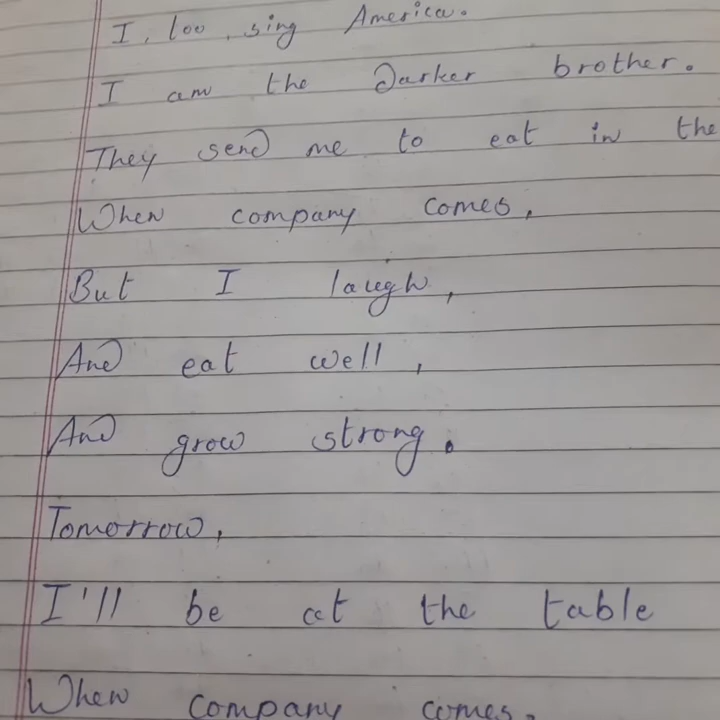 I, too, sing America.
I am the darker brother.
They send me to eat in the
When company comes,
But I laugh,
And eat well,
And grow strong.
Tomorrow,
I'll be at the table
When company comes.